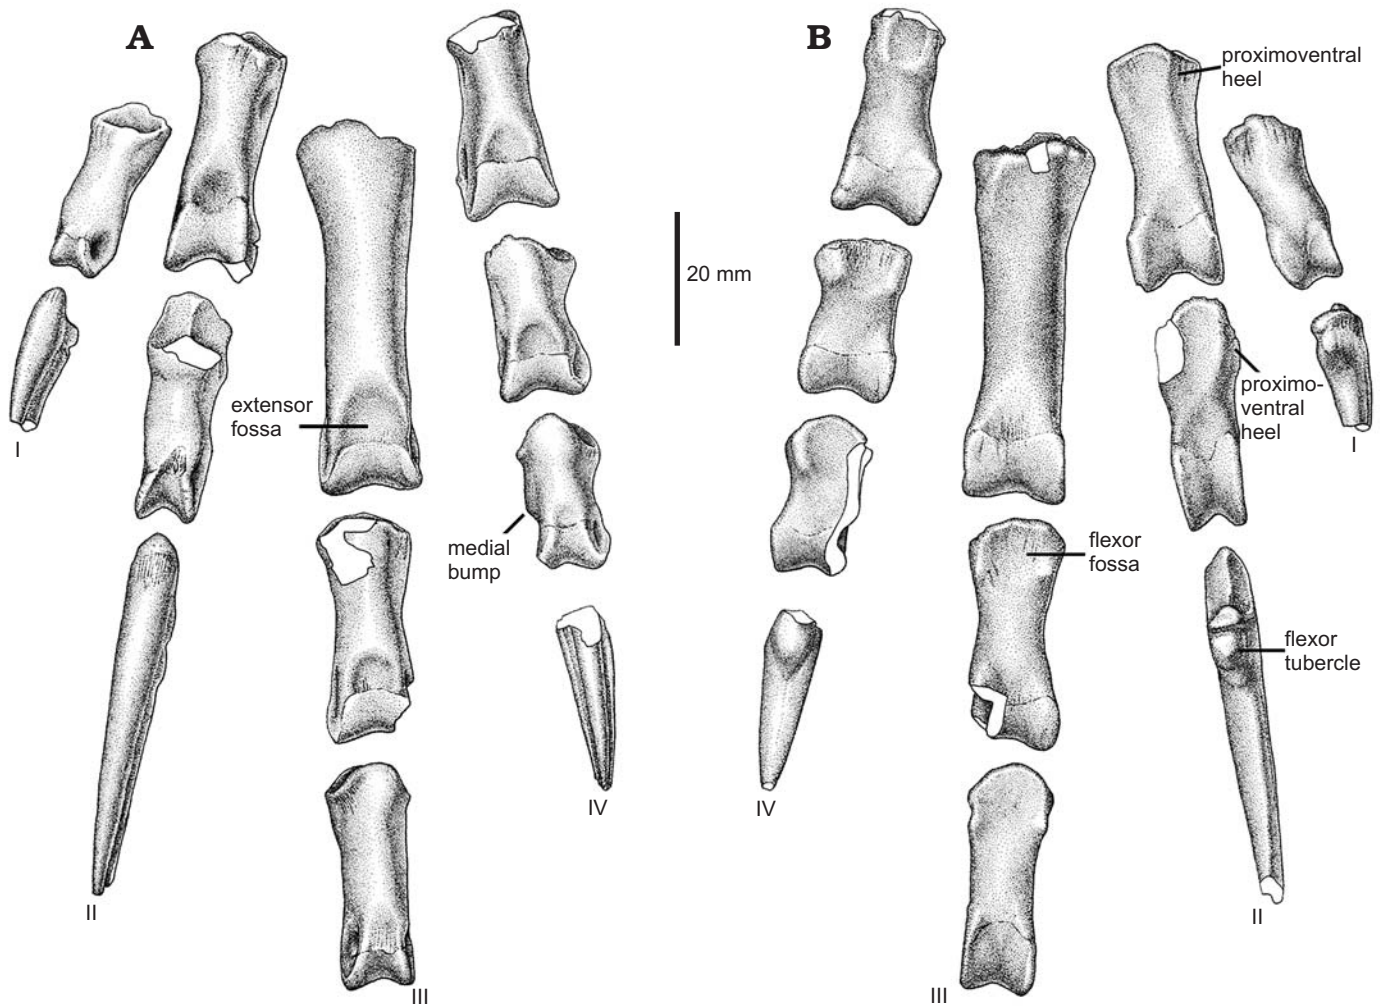 A
B
proximoventral
heel
20 mm
extensor
fossa
I
proximo-
ventral
heel
I
medial
bump
flexor
fossa
flexor
tubercle
IV
IV
II
II
III
III